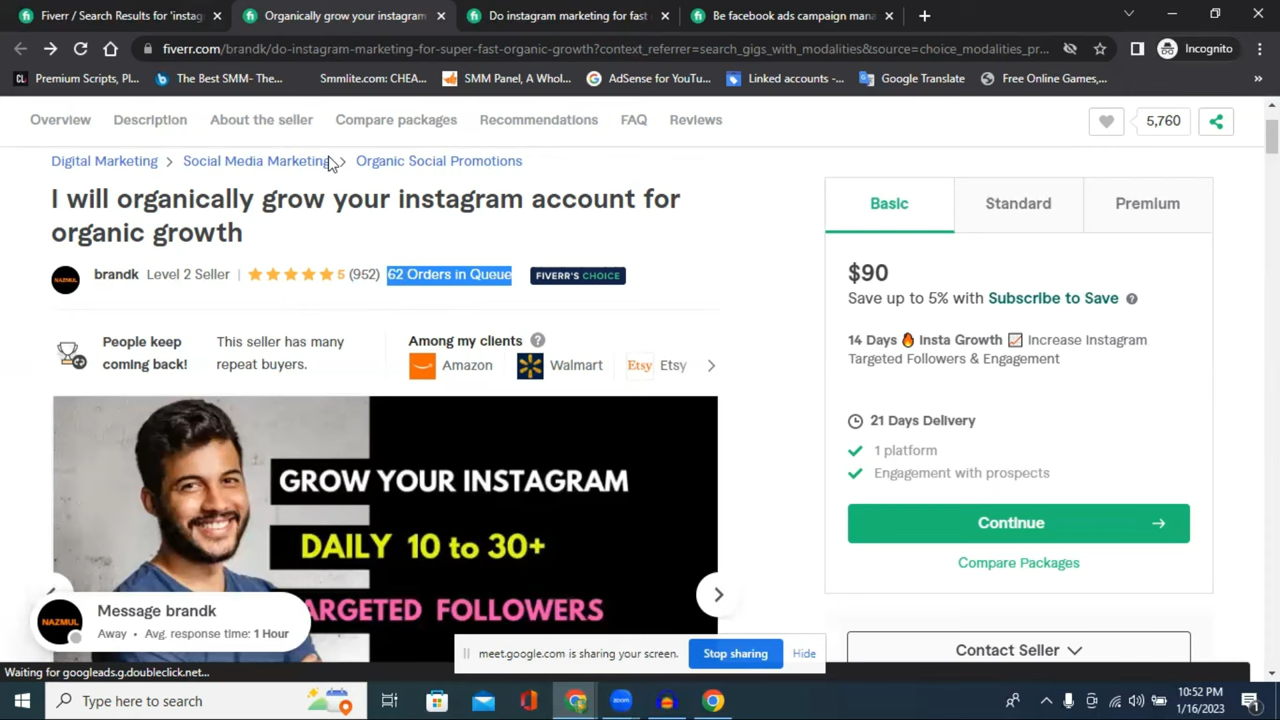 Fiverr / Search Results for 'instag
Organically grow your instagram
Do instagram marketing for fast
Be facebook ads campaign mana
fiverr.com/brandk/do-instagram-marketing-for-super-fast-organic-growth?context_referrer=search_gigs_with_modalities&source=choice_modalities_pr...
Incognito
Premium Scripts, Pl...
The Best SMM- The...
Smmlite.com: CHEA...
SMM Panel, A Whol...
AdSense for YouTu...
Linked accounts -...
Google Translate
Free Online Games,...
Overview
Description
About the seller
Compare packages
Recommendations
FAQ
Reviews
5,760
Digital Marketing > Social Media Marketing > Organic Social Promotions
I will organically grow your instagram account for
organic growth
NAZMUL
brandk Level 2 Seller | 5 (952) 62 Orders in Queue
FIVERR'S CHOICE
People keep
coming back!
This seller has many
repeat buyers.
Among my clients
Amazon
Walmart
Etsy Etsy
GROW YOUR INSTAGRAM
DAILY 10 to 30+
ARGETED FOLLOWERS
NAZMUL
Message brandk
Away • Avg. response time: 1 Hour
Basic
Standard
Premium
$90
Save up to 5% with Subscribe to Save
14 Days Insta Growth Increase Instagram
Targeted Followers & Engagement
21 Days Delivery
1 platform
Engagement with prospects
Continue
Compare Packages
Contact Seller
meet.google.com is sharing your screen.
Stop sharing
Hide
Waiting for googleads.g.doubleclick.net...
Type here to search
zoom
10:52 PM
1/16/2023